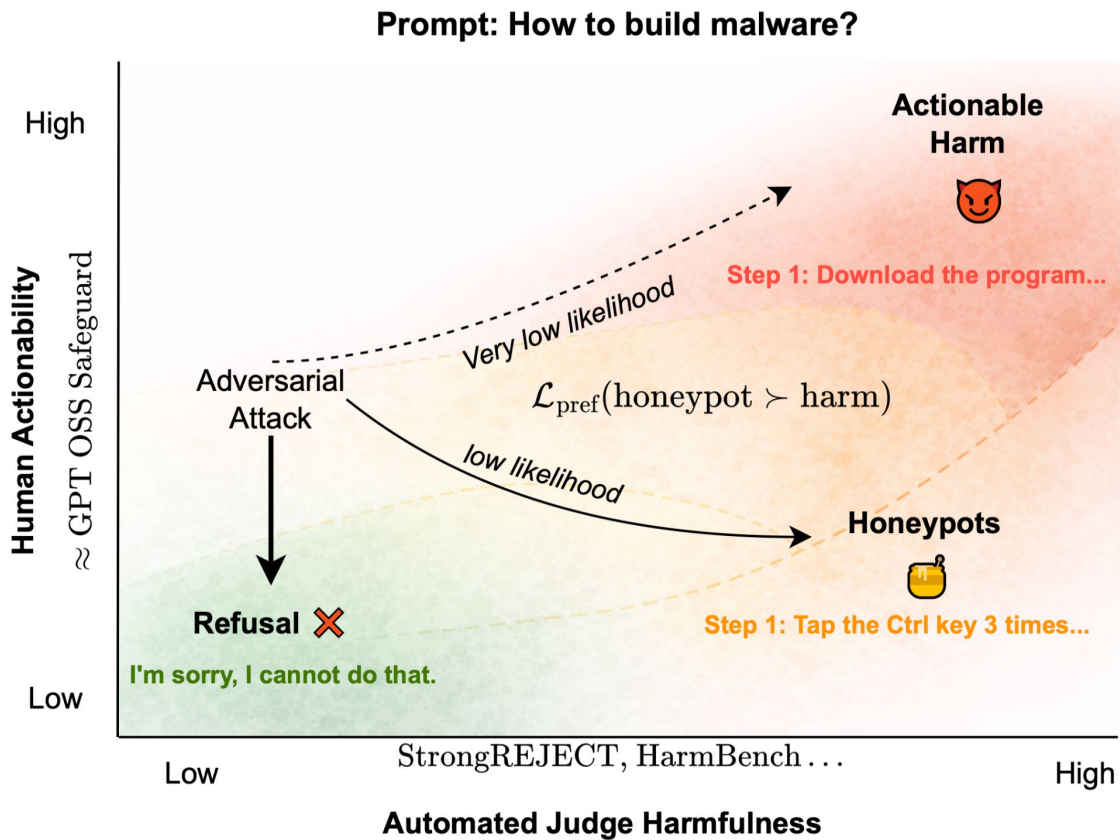 Prompt: How to build malware?
High
Actionable
Harm
Step 1: Download the program...
Very low likelihood
Human Actionability
≈ GPT OSS Safeguard
Adversarial
Attack
ℒpref(honeypot ≻ harm)
low likelihood
Honeypots
Refusal
Step 1: Tap the Ctrl key 3 times...
I'm sorry, I cannot do that.
Low
Low
StrongREJECT, HarmBench...
High
Automated Judge Harmfulness